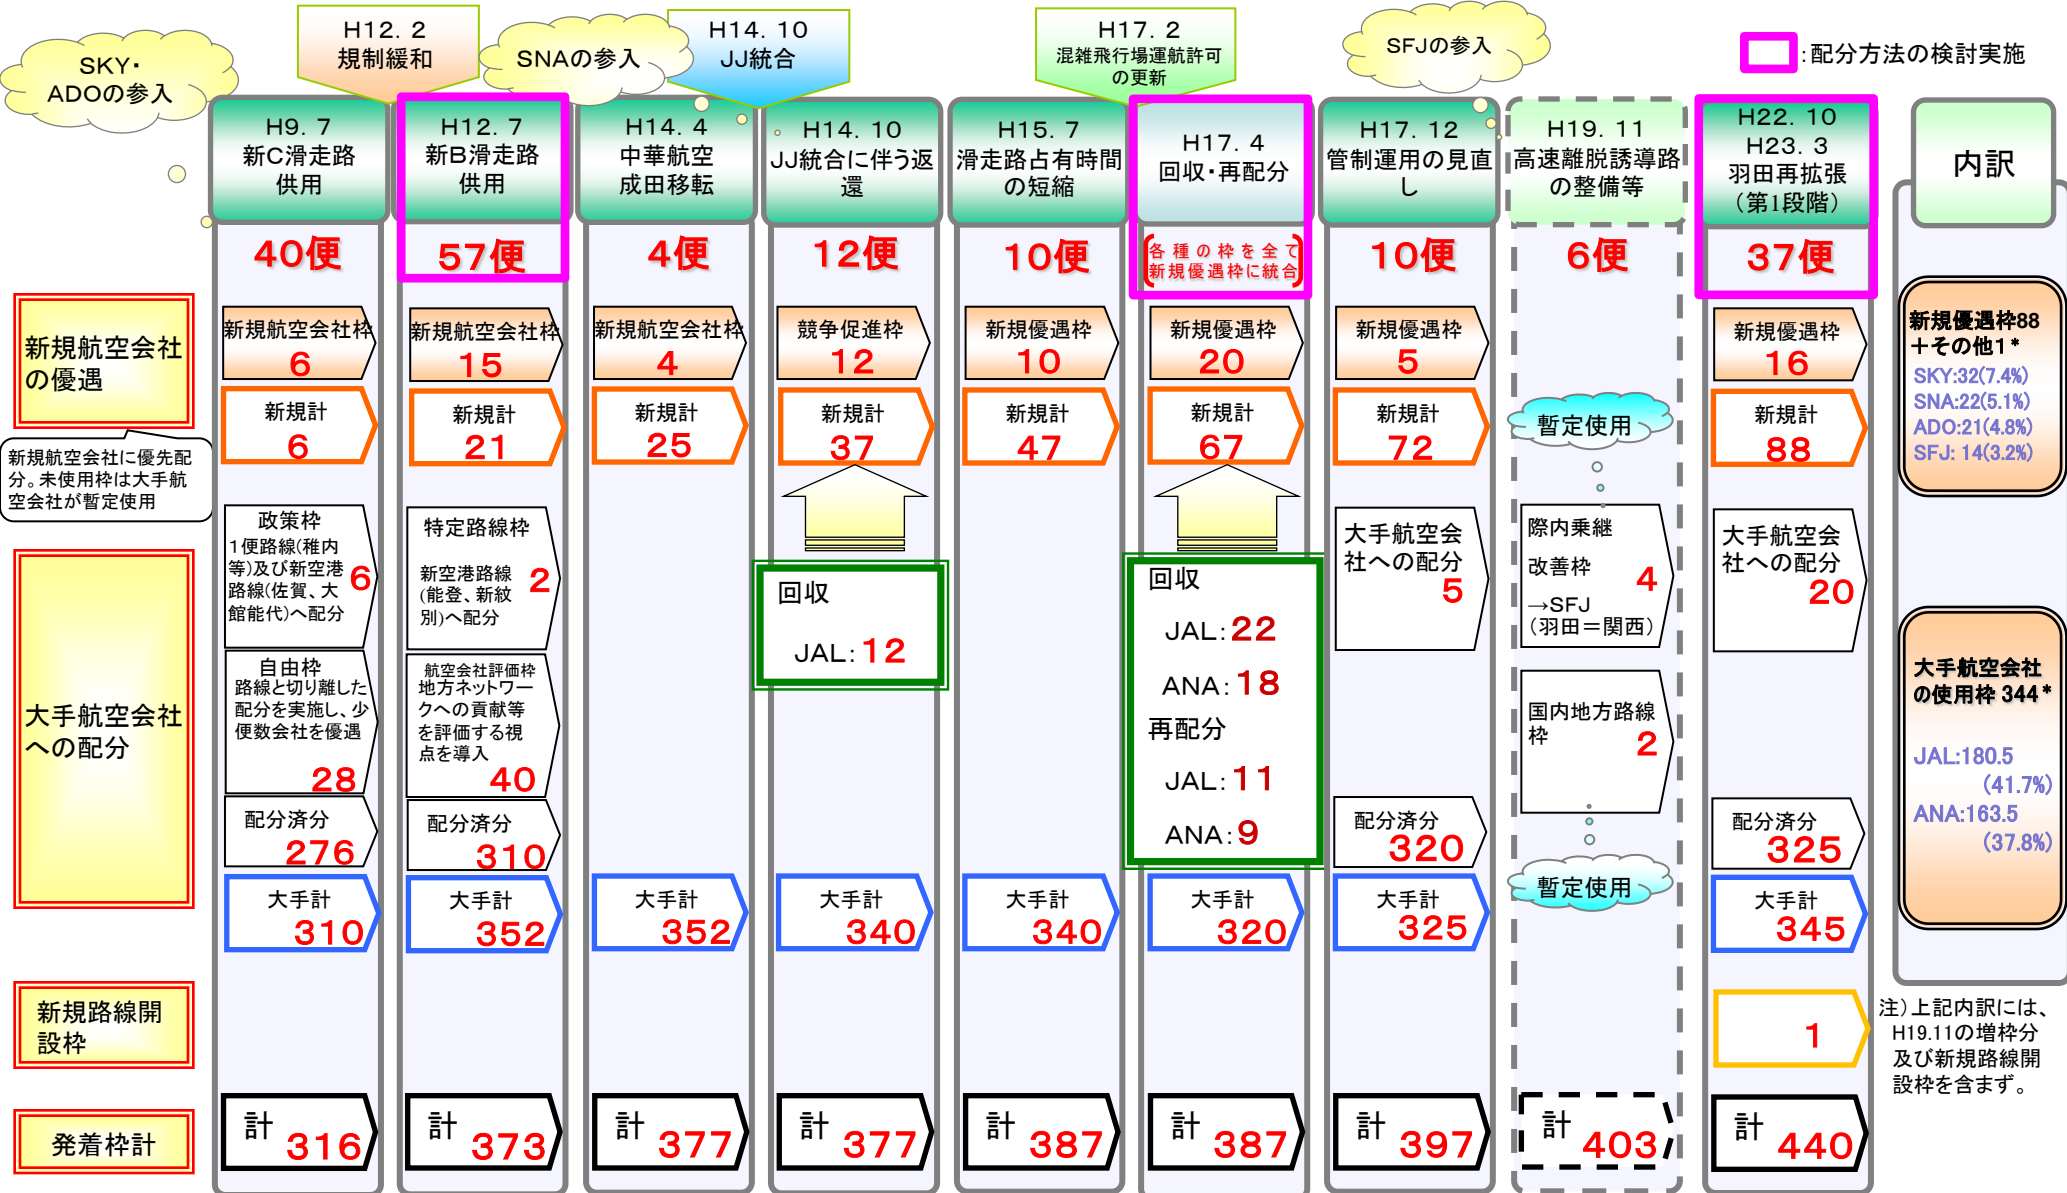 SKY・
ADOの参入
H12. 2
規制緩和
SNAの参入
H14. 10
JJ統合
H17. 2
混雑飛行場運航許可
の更新
SFJの参入
:配分方法の検討実施
H9. 7
新C滑走路
供用
40便
H12. 7
新B滑走路
供用
57便
H14. 4
中華航空
成田移転
4便
H14. 10
JJ統合に伴う返
還
12便
H15. 7
滑走路占有時間
の短縮
10便
H17. 4
回収・再配分
各種の枠を全て
新規優遇枠に統合
H17. 12
管制運用の見直
し
10便
H19. 11
高速離脱誘導路
の整備等
6便
H22. 10
H23. 3
羽田再拡張
（第1段階）
37便
内訳
新規航空会社
の優遇
新規航空会社枠
6
新規航空会社枠
15
新規航空会社枠
4
競争促進枠
12
新規優遇枠
10
新規優遇枠
20
新規優遇枠
5
新規優遇枠
16
新規計
6
新規計
21
新規計
25
新規計
37
新規計
47
新規計
67
新規計
72
暫定使用
新規計
88
新規優遇枠88
＋その他1*
SKY:32(7.4%)
SNA:22(5.1%)
ADO:21(4.8%)
SFJ: 14(3.2%)
新規航空会社に優先配
分。未使用枠は大手航
空会社が暫定使用
大手航空会社
への配分
政策枠
1便路線(稚内
等)及び新空港
路線(佐賀、大
館能代)へ配分
6
自由枠
路線と切り離した
配分を実施し、少
便数会社を優遇
28
配分済分
276
大手計
310
特定路線枠
新空港路線
(能登、新紋
別)へ配分
2
航空会社評価枠
地方ネットワー
クへの貢献等
を評価する視
点を導入
40
配分済分
310
大手計
352
大手計
352
回収
JAL：12
大手計
340
大手計
340
回収
JAL：22
ANA：18
再配分
JAL：11
ANA：9
大手計
320
大手航空会
社への配分
5
配分済分
320
大手計
325
際内乗継
改善枠
4
→SFJ
（羽田＝関西）
国内地方路線
枠
2
暫定使用
大手航空会
社への配分
20
配分済分
325
大手計
345
大手航空会社
の使用枠 344*
JAL:180.5
(41.7%)
ANA:163.5
(37.8%)
新規路線開
設枠
1
注）上記内訳には、
H19.11の増枠分
及び新規路線開
設枠を含まず。
発着枠計
計 316
計 373
計 377
計 377
計 387
計 387
計 397
計 403
計 440